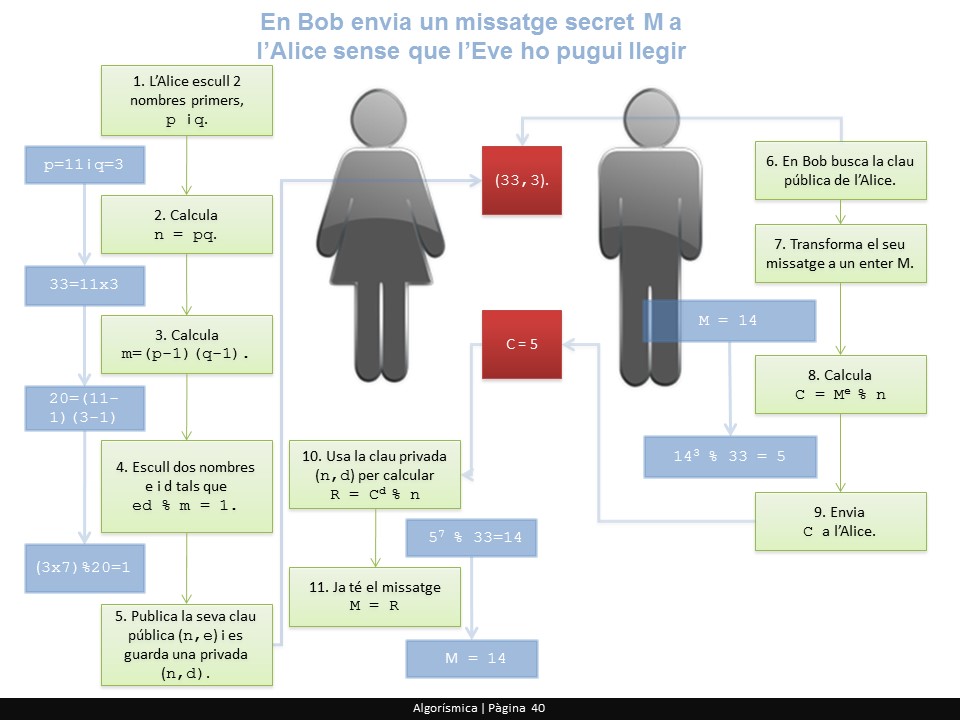 En Bob envia un missatge secret M a
l’Alice sense que l’Eve ho pugui llegir
1. L’Alice escull 2
nombres primers,
p i q.
p=11 i q=3
2. Calcula
n = pq.
33=11x3
3. Calcula
m=(p-1)(q-1).
20=(11-
1)(3-1)
4. Escull dos nombres
e i d tals que
ed % m = 1.
(3x7)%20=1
5. Publica la seva clau
pública (n,e) i es
guarda una privada
(n,d).
(33,3).
6. En Bob busca la clau
pública de l’Alice.
7. Transforma el seu
missatge a un enter M.
M = 14
8. Calcula
C = Mᵉ % n
14³ % 33 = 5
9. Envia
C a l’Alice.
C = 5
10. Usa la clau privada
(n,d) per calcular
R = Cᵈ % n
5⁷ % 33=14
11. Ja té el missatge
M = R
M = 14
Algorísmica | Pàgina 40